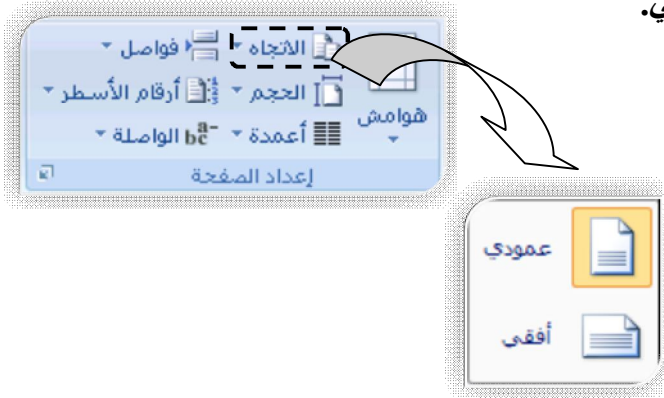 ي.
هوامش
الاتجاه
فواصل
الحجم
أرقام الأسطر
أعمدة
الواصلة
إعداد الصفحة
عمودي
أفقي